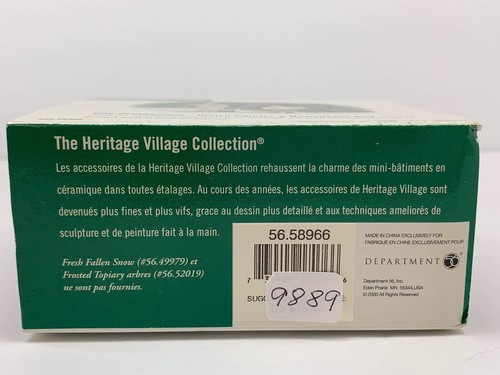 The Heritage Village Collection®
Les accessoires de la Heritage Village Collection rehaussent la charme des mini-bâtiments en
céramique dans toutes étalages. Au cours des années, les accessoires de Heritage Village sont
devenués plus fines et plus vifs, grace au dessin plus detaillé et aux techniques ameliorés de
sculpture et de peinture fait à la main.
Fresh Fallen Snow (#56.49979) et
Frosted Topiary arbres (#56.52019)
ne sont pas fournies.
56.58966
7
6
SUGG
E
9889
MADE IN CHINA EXCLUSIVELY FOR
FABRIQUÉ EN CHINE EXCLUSIVEMENT POUR
DEPARTMENT 56
Department 56, Inc.
Eden Prairie MN 55344,USA
© 2000 All Rights Reserved